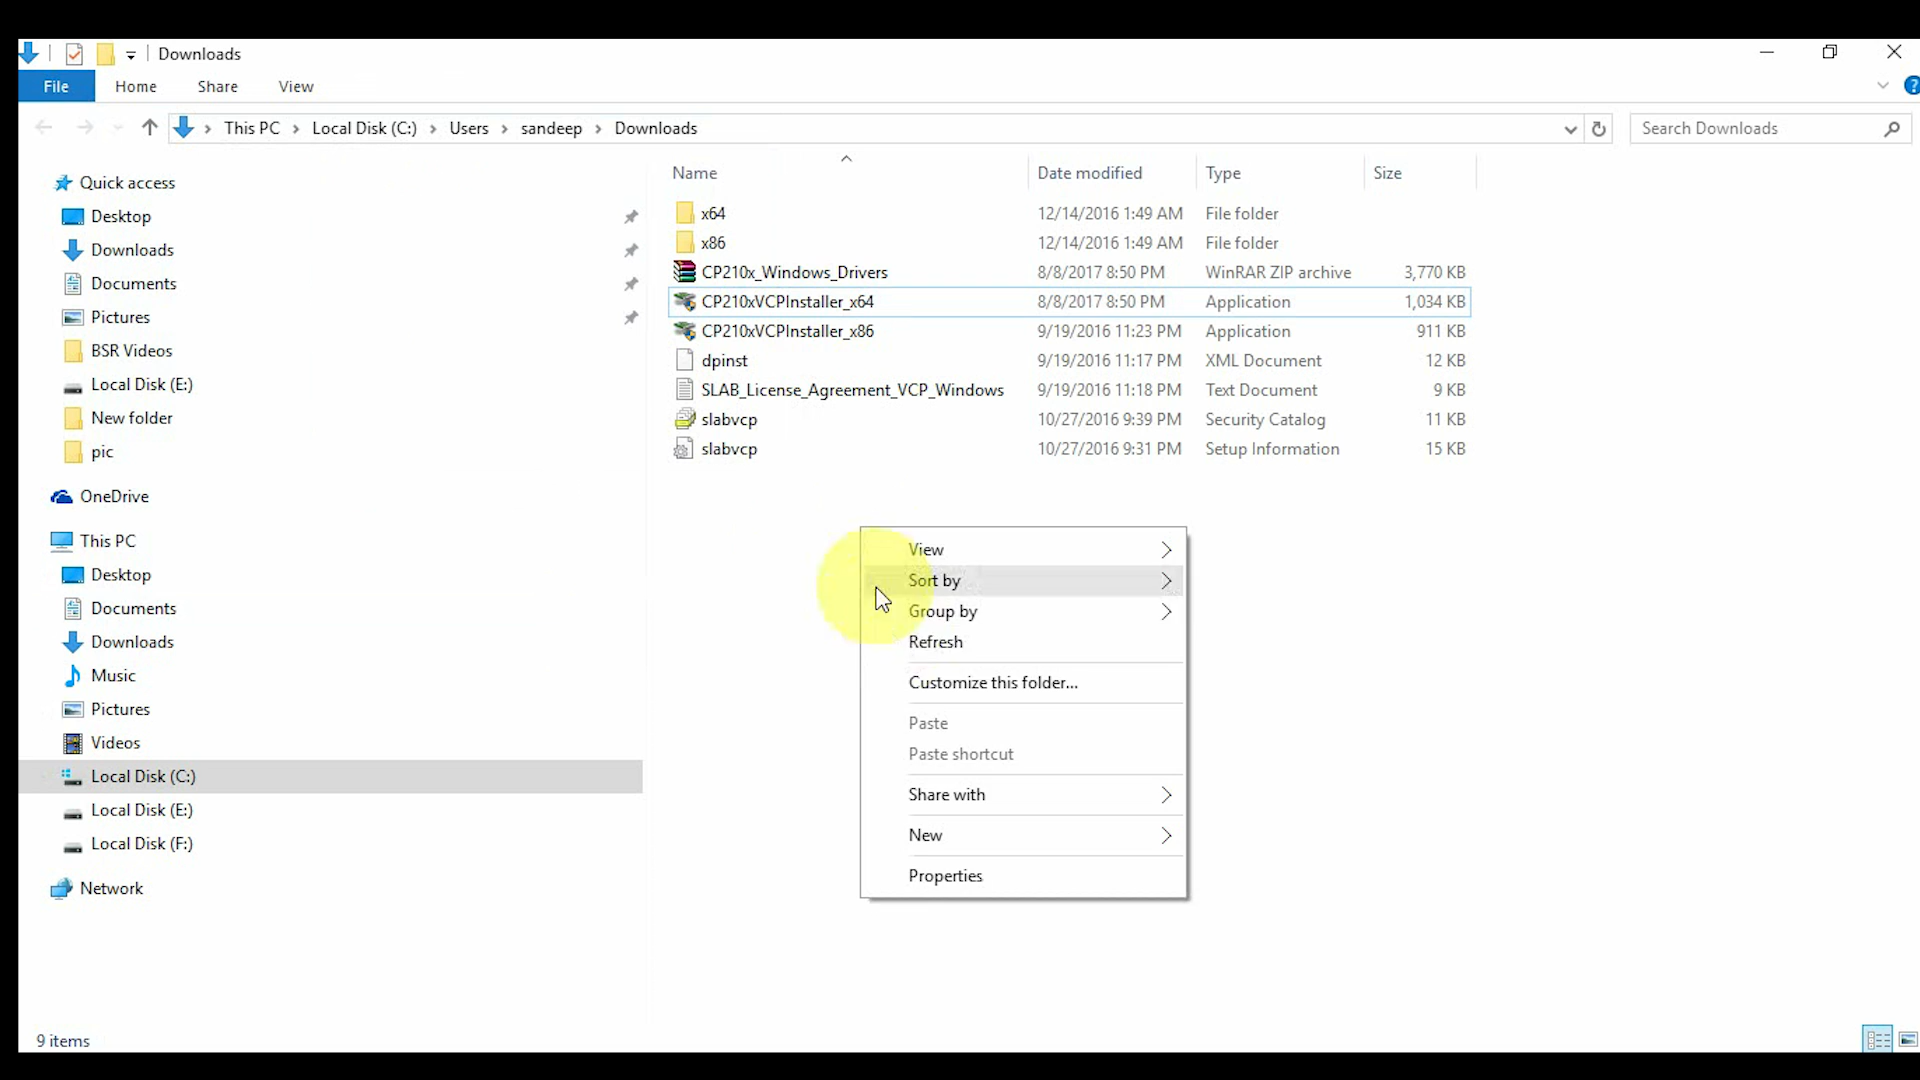 Downloads
File Home Share View
This PC Local Disk (C:) Users sandeep Downloads
Search Downloads
Quick access
Desktop
Downloads
Documents
Pictures
BSR Videos
Local Disk (E:)
New folder
pic
OneDrive
This PC
Desktop
Documents
Downloads
Music
Pictures
Videos
Local Disk (C:)
Local Disk (E:)
Local Disk (F:)
Network
Name Date modified Type Size
x64 12/14/2016 1:49 AM File folder
x86 12/14/2016 1:49 AM File folder
CP210x_Windows_Drivers 8/8/2017 8:50 PM WinRAR ZIP archive 3,770 KB
CP210xVCPInstaller_x64 8/8/2017 8:50 PM Application 1,034 KB
CP210xVCPInstaller_x86 9/19/2016 11:23 PM Application 911 KB
dpinst 9/19/2016 11:17 PM XML Document 12 KB
SLAB_License_Agreement_VCP_Windows 9/19/2016 11:18 PM Text Document 9 KB
slabvcp 10/27/2016 9:39 PM Security Catalog 11 KB
slabvcp 10/27/2016 9:31 PM Setup Information 15 KB
View
Sort by
Group by
Refresh
Customize this folder...
Paste
Paste shortcut
Share with
New
Properties
9 items